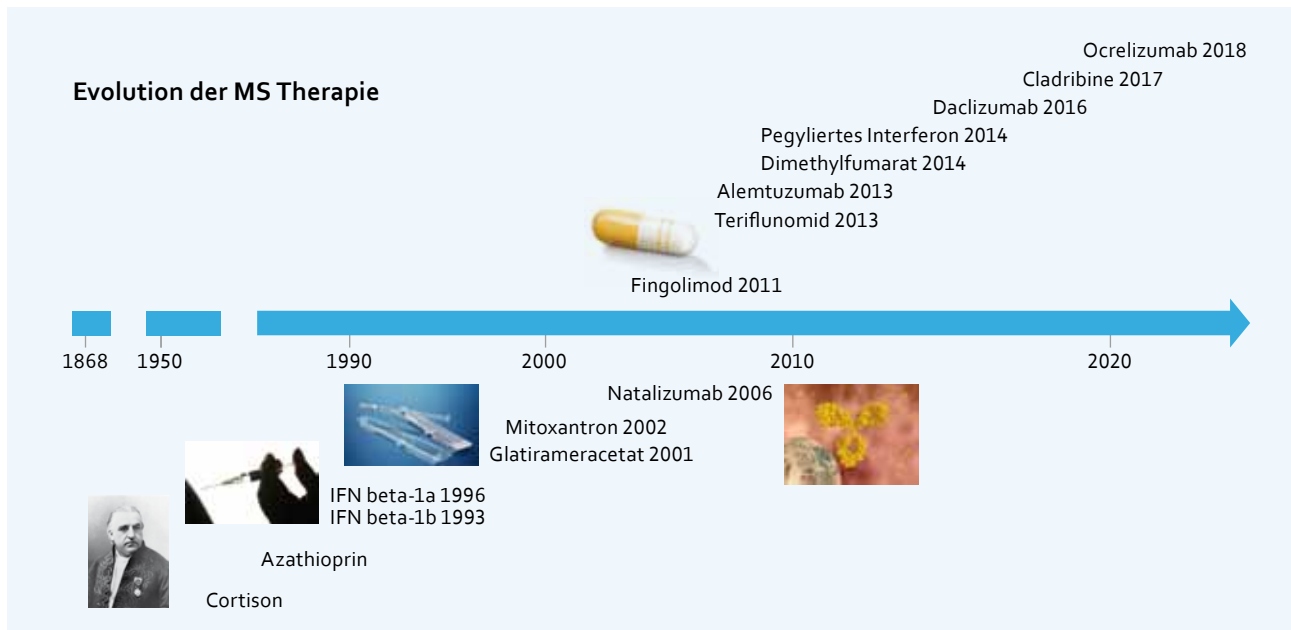 Ocrelizumab 2018
Evolution der MS Therapie
Cladribine 2017
Daclizumab 2016
Pegyliertes Interferon 2014
Dimethylfumarat 2014
Alemtuzumab 2013
Teriflunomid 2013
Fingolimod 2011
1868 1950 1990 2000 2010 2020
Natalizumab 2006
Mitoxantron 2002
Glatirameracetat 2001
IFN beta-1a 1996
IFN beta-1b 1993
Azathioprin
Cortison